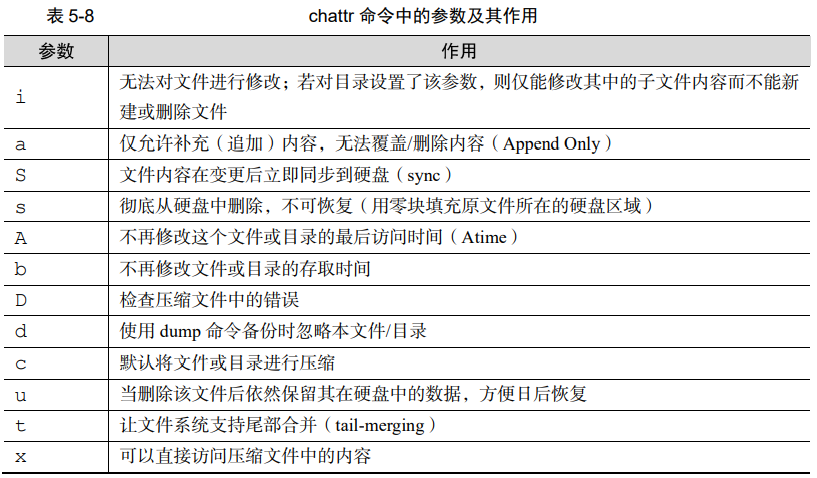 表 5-8 chattr 命令中的参数及其作用
参数 作用
i 无法对文件进行修改；若对目录设置了该参数，则仅能修改其中的子文件内容而不能新
建或删除文件
a 仅允许补充（追加）内容，无法覆盖/删除内容（Append Only）
S 文件内容在变更后立即同步到硬盘（sync）
s 彻底从硬盘中删除，不可恢复（用零块填充原文件所在的硬盘区域）
A 不再修改这个文件或目录的最后访问时间（Atime）
b 不再修改文件或目录的存取时间
D 检查压缩文件中的错误
d 使用 dump 命令备份时忽略本文件/目录
c 默认将文件或目录进行压缩
u 当删除该文件后依然保留其在硬盘中的数据，方便日后恢复
t 让文件系统支持尾部合并（tail-merging）
x 可以直接访问压缩文件中的内容